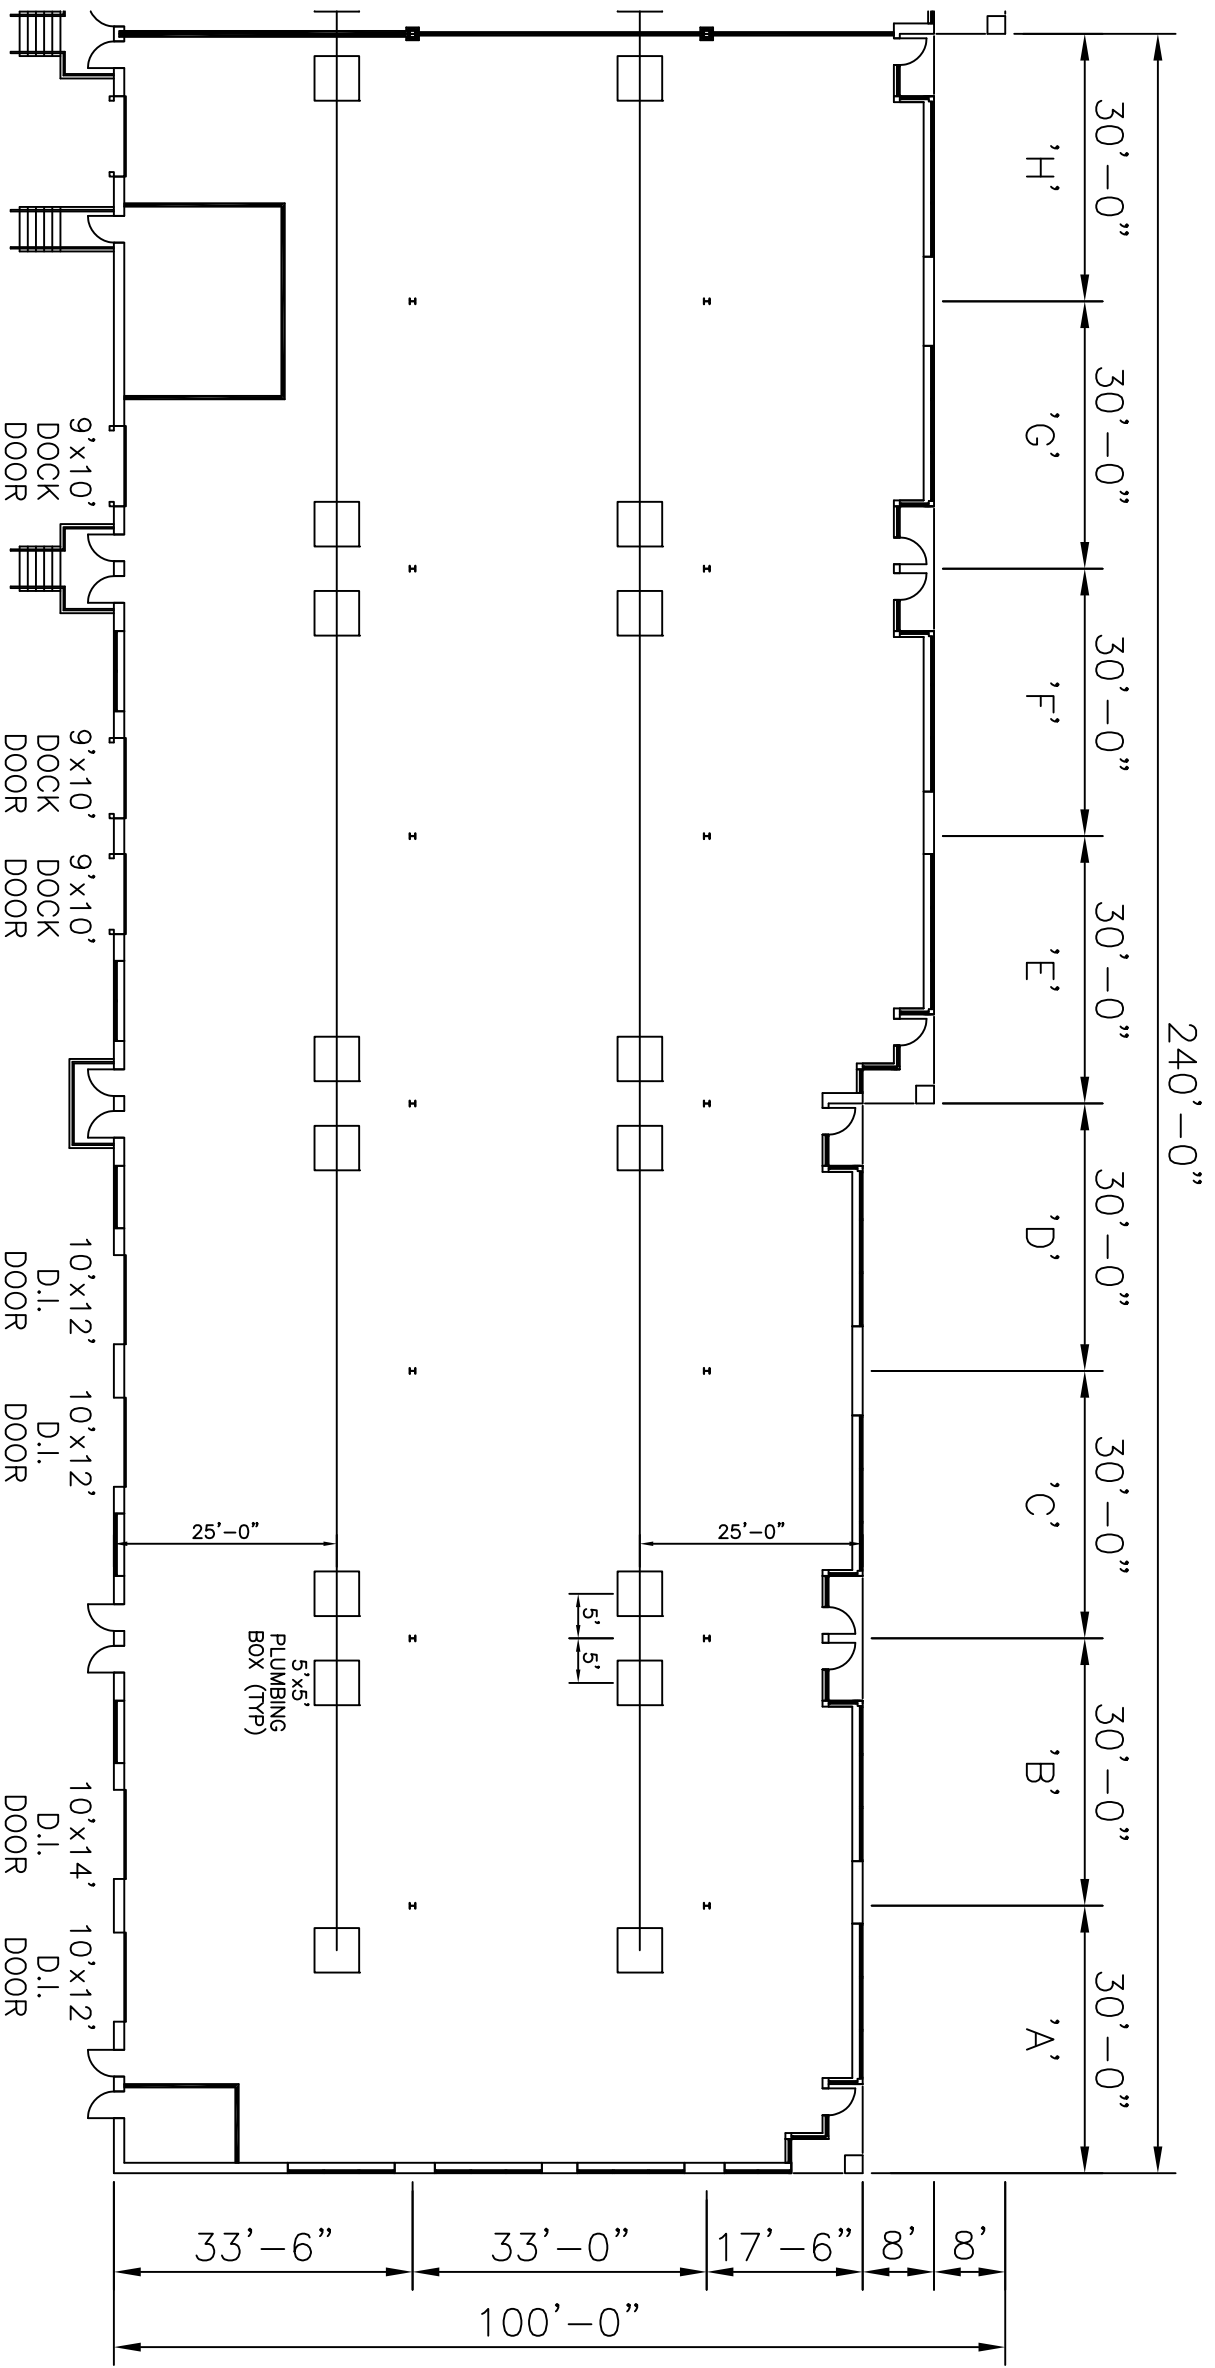 240'-0"
30'-0"
30'-0"
30'-0"
30'-0"
30'-0"
30'-0"
30'-0"
30'-0"
'H'
'G'
'F'
'E'
'D'
'C'
'B'
'A'
25'-0"
25'-0"
5'
5'
5'x5'
PLUMBING
BOX (TYP)
9'x10'
DOCK
DOOR
9'x10'
DOCK
DOOR
9'x10'
DOCK
DOOR
10'x12'
D.I.
DOOR
10'x12'
D.I.
DOOR
10'x14'
D.I.
DOOR
10'x12'
D.I.
DOOR
33'-6"
33'-0"
17'-6"
8'
8'
100'-0"